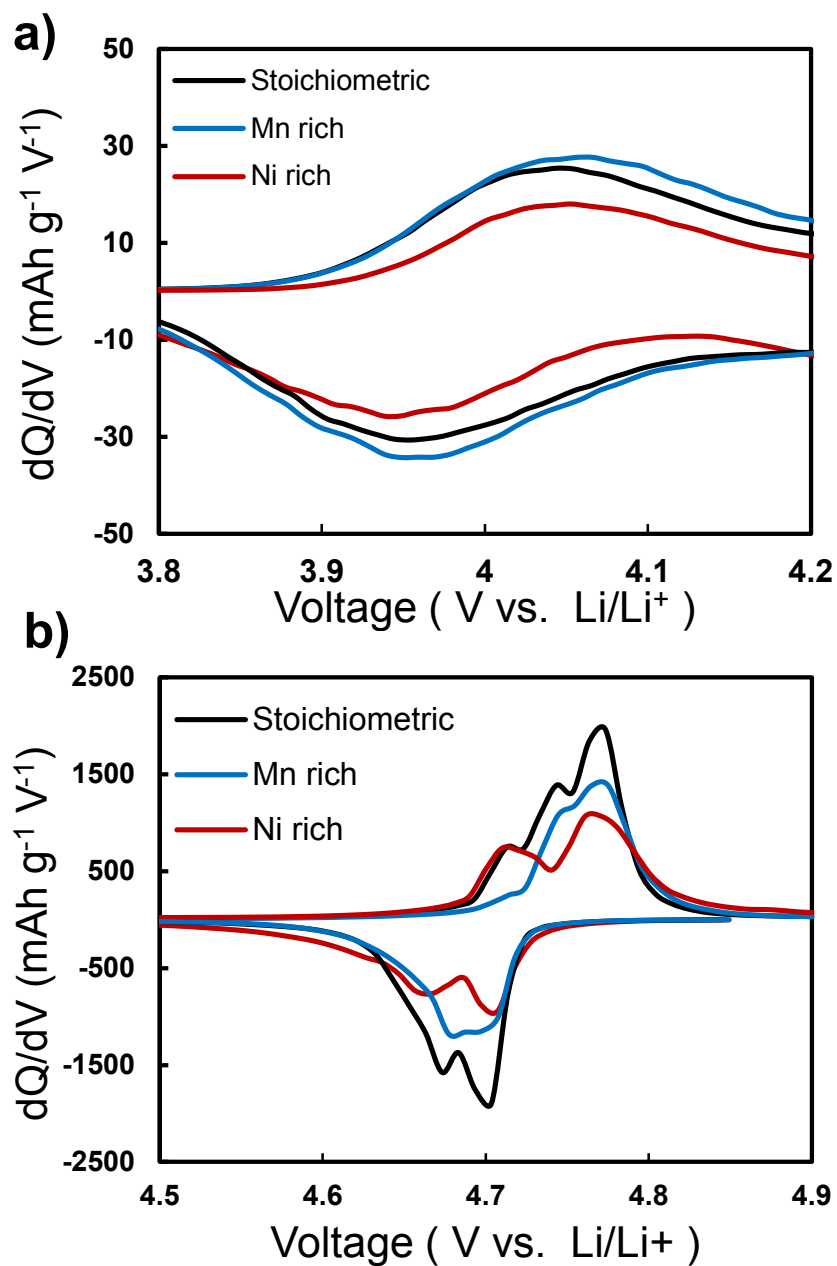 a)
50
30
10
-10
-30
-50
dQ/dV (mAh g⁻¹ V⁻¹)
Stoichiometric
Mn rich
Ni rich
3.8 3.9 4 4.1 4.2
Voltage ( V vs. Li/Li⁺ )
b)
2500
1500
500
-500
-1500
-2500
dQ/dV (mAh g⁻¹ V⁻¹)
Stoichiometric
Mn rich
Ni rich
4.5 4.6 4.7 4.8 4.9
Voltage ( V vs. Li/Li+ )